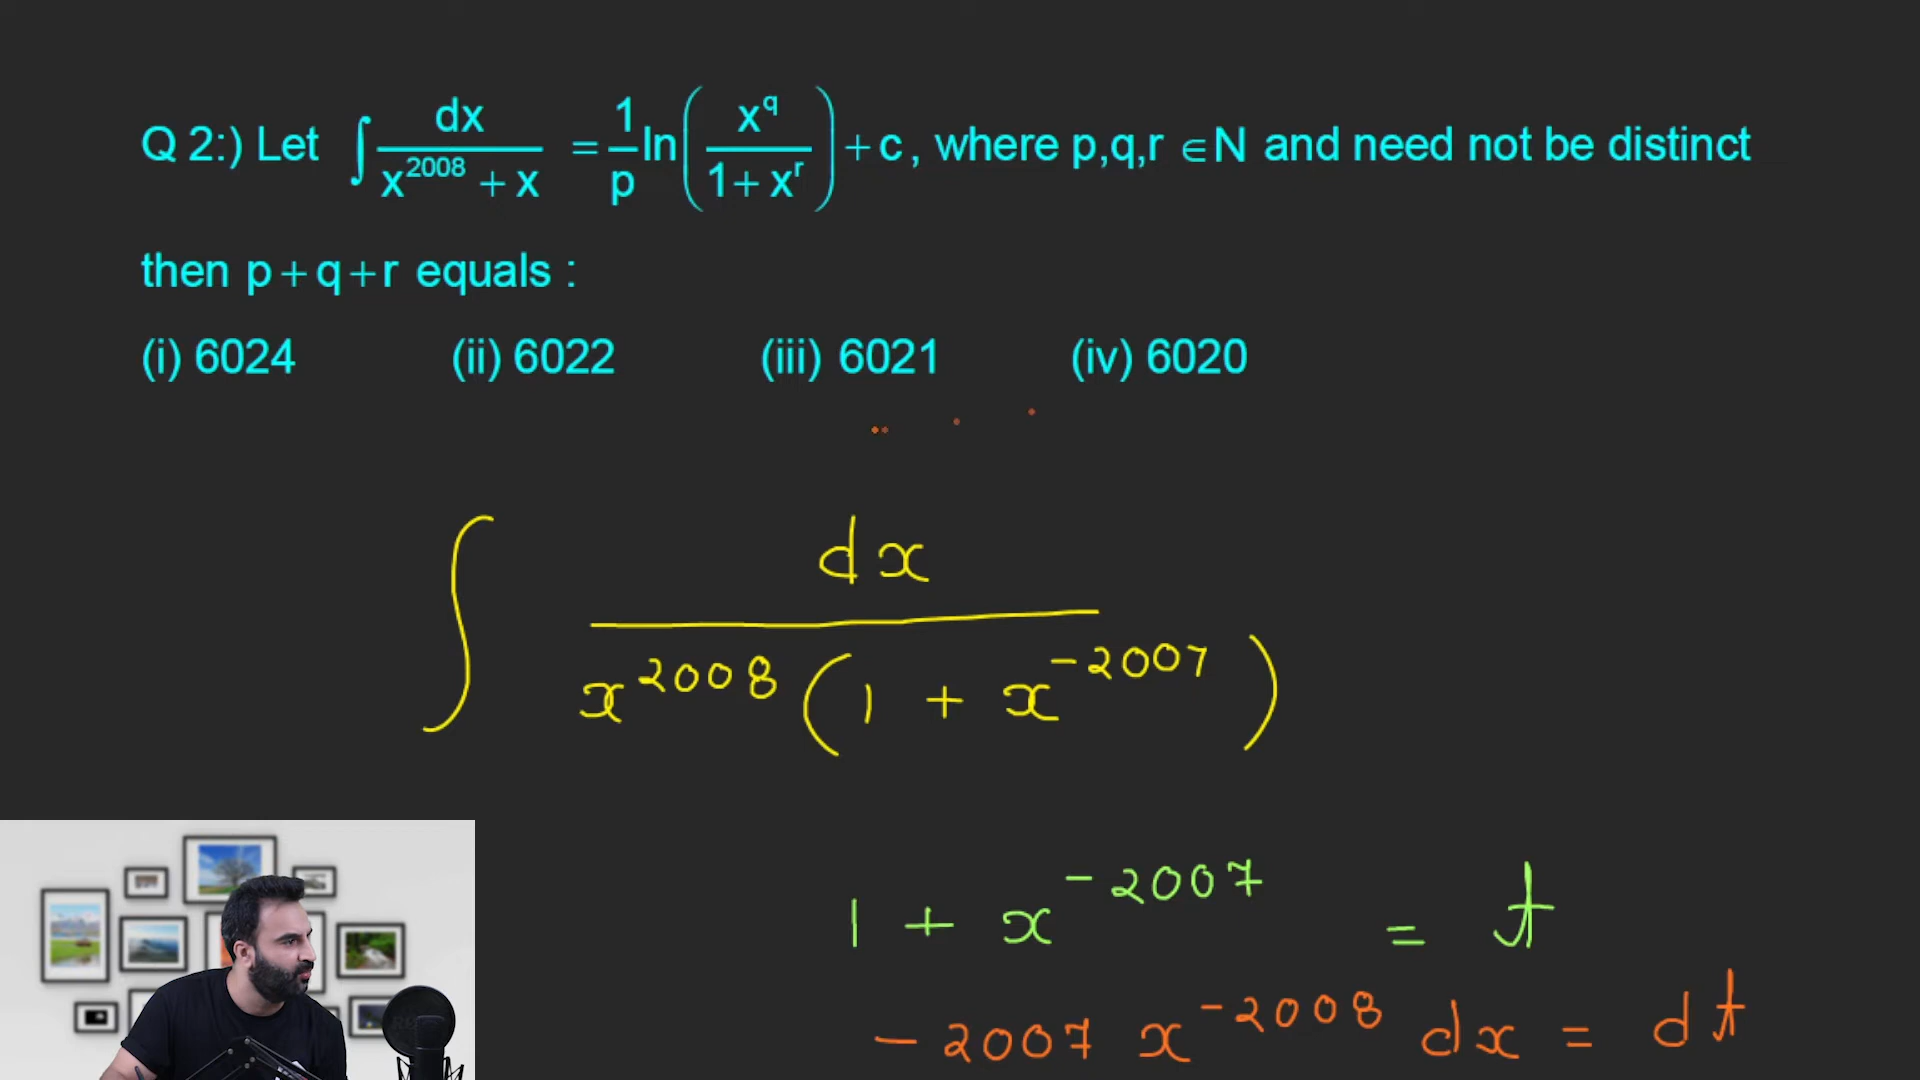 Q 2:) Let ∫ dx / (x^2008 + x) = 1/p ln( x^q / (1 + x^r) ) + c, where p,q,r ∈N and need not be distinct
then p+q+r equals :
(i) 6024 (ii) 6022 (iii) 6021 (iv) 6020
∫ dx / (x^2008 (1 + x^-2007))
1 + x^-2007 = t
-2007 x^-2008 dx = dt